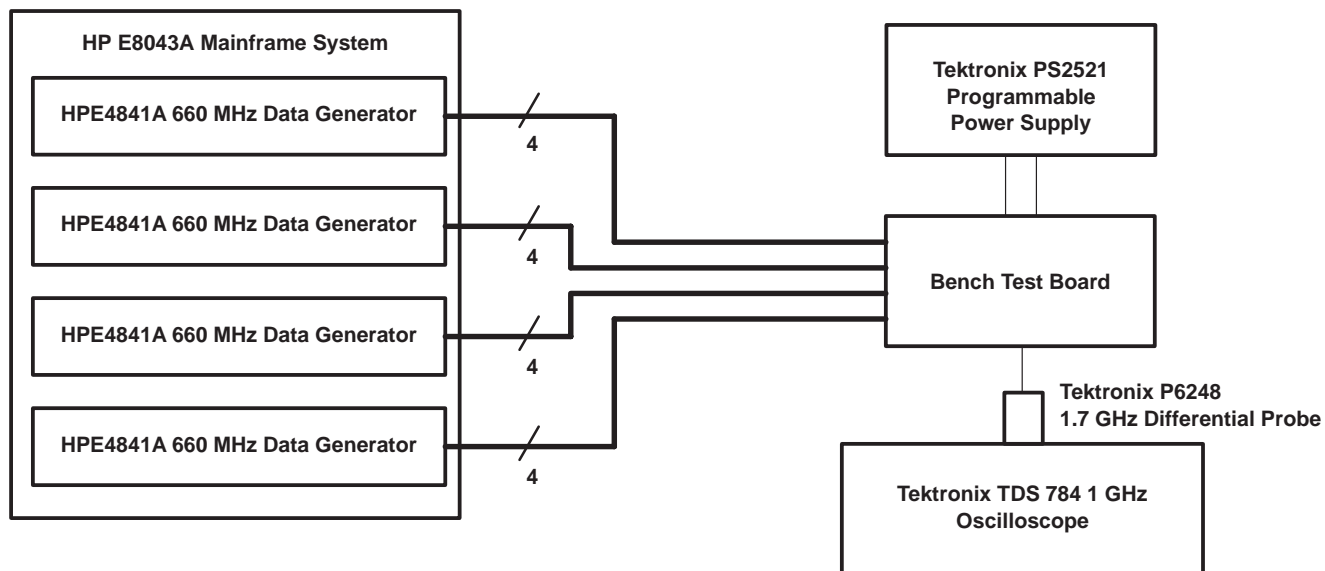 HP E8043A Mainframe System
HPE4841A 660 MHz Data Generator
4
HPE4841A 660 MHz Data Generator
4
HPE4841A 660 MHz Data Generator
4
HPE4841A 660 MHz Data Generator
4
Tektronix PS2521
Programmable
Power Supply
Bench Test Board
Tektronix P6248
1.7 GHz Differential Probe
Tektronix TDS 784 1 GHz
Oscilloscope